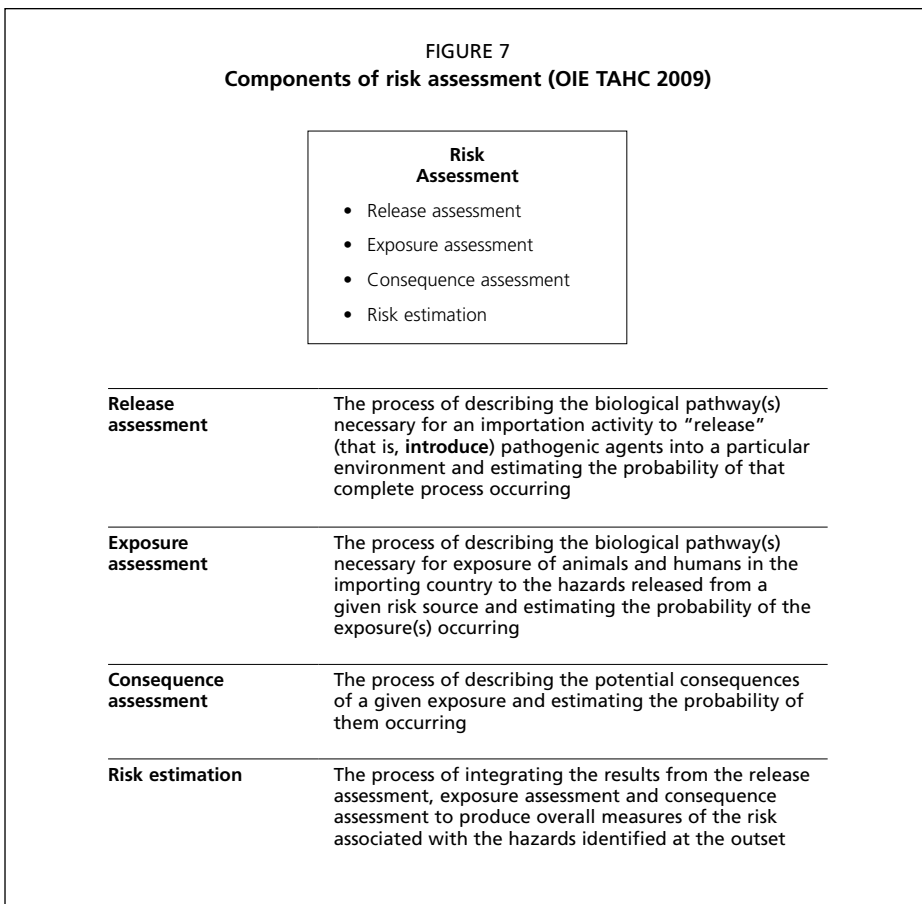 FIGURE 7
Components of risk assessment (OIE TAHC 2009)
Risk
Assessment
• Release assessment
• Exposure assessment
• Consequence assessment
• Risk estimation
Release
assessment
The process of describing the biological pathway(s)
necessary for an importation activity to “release”
(that is, introduce) pathogenic agents into a particular
environment and estimating the probability of that
complete process occurring
Exposure
assessment
The process of describing the biological pathway(s)
necessary for exposure of animals and humans in the
importing country to the hazards released from a
given risk source and estimating the probability of the
exposure(s) occurring
Consequence
assessment
The process of describing the potential consequences
of a given exposure and estimating the probability of
them occurring
Risk estimation
The process of integrating the results from the release
assessment, exposure assessment and consequence
assessment to produce overall measures of the risk
associated with the hazards identified at the outset